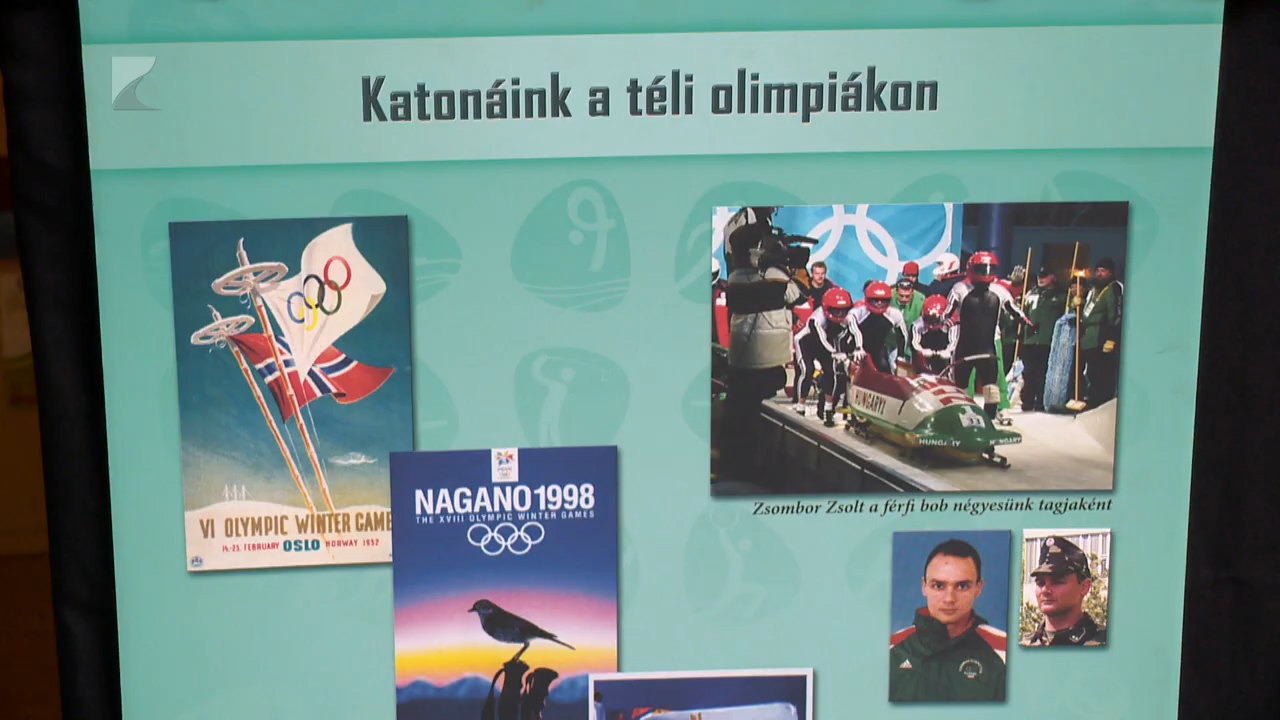 Katonáink a téli olimpiákon
VI OLYMPIC WINTER GAME
14-25. FEBRUARY OSLO NORWAY 1952
NAGANO 1998
THE XVIII OLYMPIC WINTER GAMES
HUNGARY
HUNGARY
HUNGARY
Zsombor Zsolt a férfi bob négyesünk tagjaként